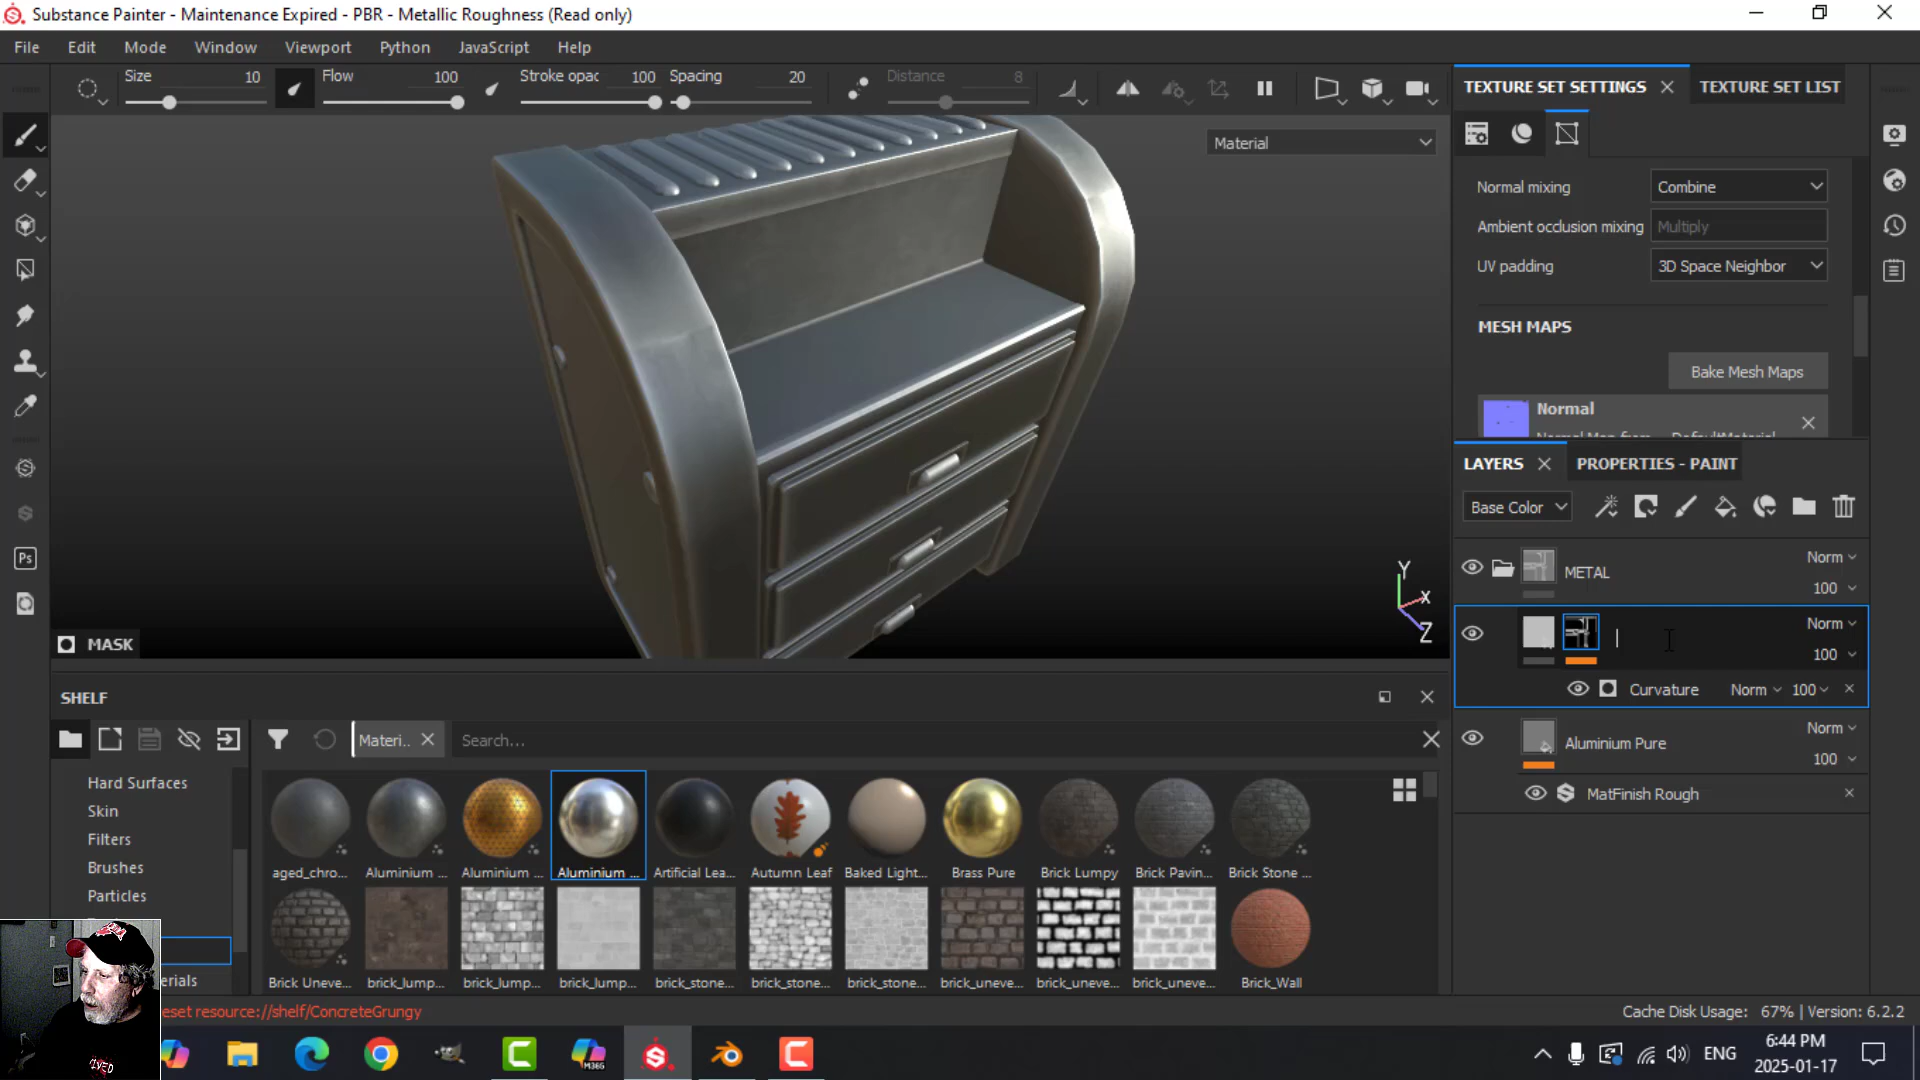 Substance Painter - Maintenance Expired - PBR - Metallic Roughness (Read only)
File Edit Mode Window Viewport Python JavaScript Help
Size 10 Flow 100 Stroke opac 100 Spacing 20 Distance 8
TEXTURE SET SETTINGS TEXTURE SET LIST
Material
Normal mixing Combine
Ambient occlusion mixing Multiply
UV padding 3D Space Neighbor
MESH MAPS
Bake Mesh Maps
Normal
LAYERS PROPERTIES - PAINT
Base Color
METAL Norm
100
Norm
100
Curvature Norm 100
Aluminium Pure Norm
100
MatFinish Rough
Y
X
Z
MASK
Ps
SHELF
Materi.. Search...
Hard Surfaces
Skin
Filters
Brushes
Particles
erials
aged_chro... Aluminium ... Aluminium ... Aluminium ... Artificial Lea... Autumn Leaf Baked Light... Brass Pure Brick Lumpy Brick Pavin... Brick Stone ...
Brick Uneve... brick_lump... brick_lump... brick_lump... brick_stone... brick_stone... brick_stone... brick_uneve... brick_uneve... brick_uneve... Brick_Wall
eset resource://shelf/ConcreteGrungy
Cache Disk Usage: 67% | Version: 6.2.2
M365
ENG
6:44 PM
2025-01-17